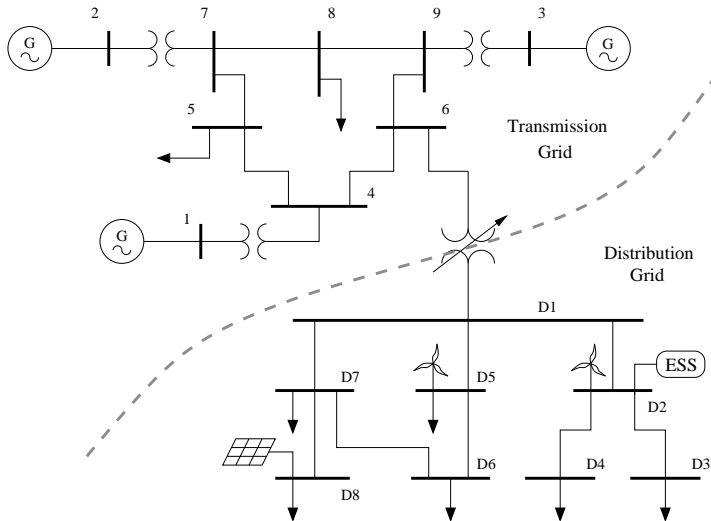 2
7
8
9
3
G
G
5
6
Transmission
Grid
4
1
G
Distribution
Grid
D1
D7
D5
ESS
D2
D6
D4
D3
D8